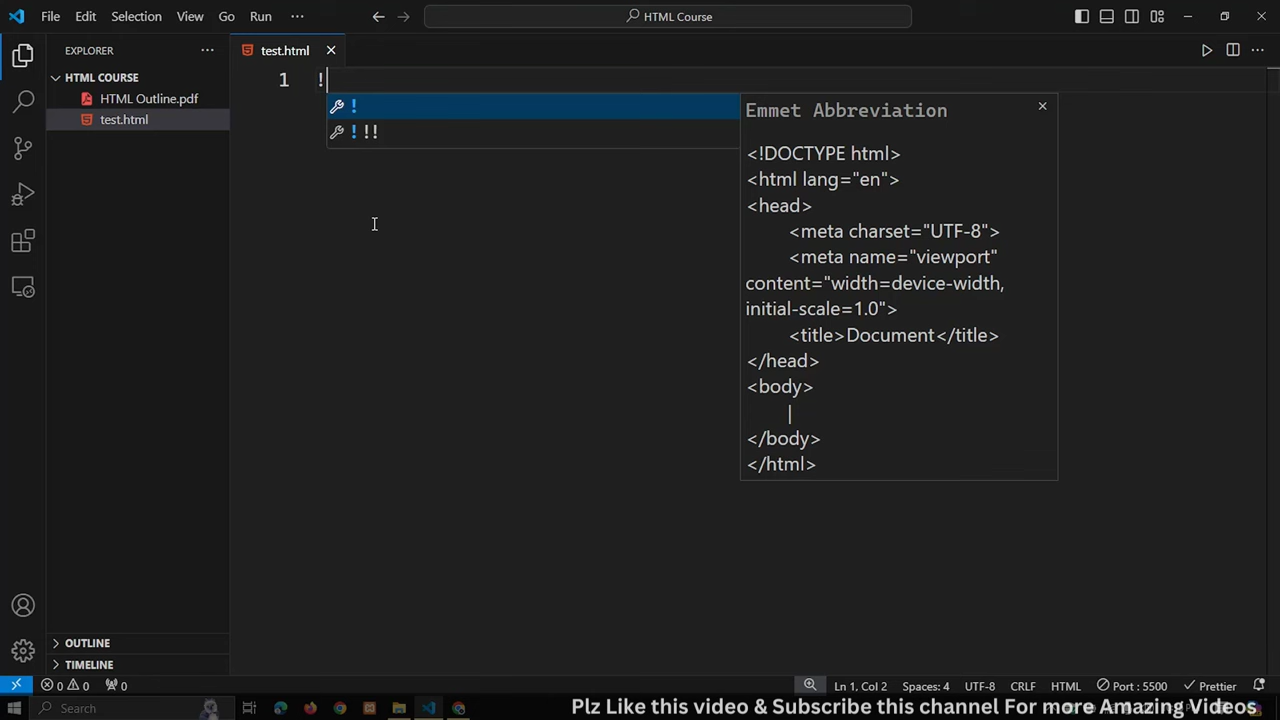 File Edit Selection View Go Run ···
HTML Course
EXPLORER
test.html
HTML COURSE
HTML Outline.pdf
test.html
1 !
!
!!!
Emmet Abbreviation
<!DOCTYPE html>
<html lang="en">
<head>
<meta charset="UTF-8">
<meta name="viewport"
content="width=device-width,
initial-scale=1.0">
<title>Document</title>
</head>
<body>
|
</body>
</html>
OUTLINE
TIMELINE
0 0 0
Ln 1, Col 2 Spaces: 4 UTF-8 CRLF HTML Port : 5500 Prettier
Search
Plz Like this video & Subscribe this channel For more Amazing Videos